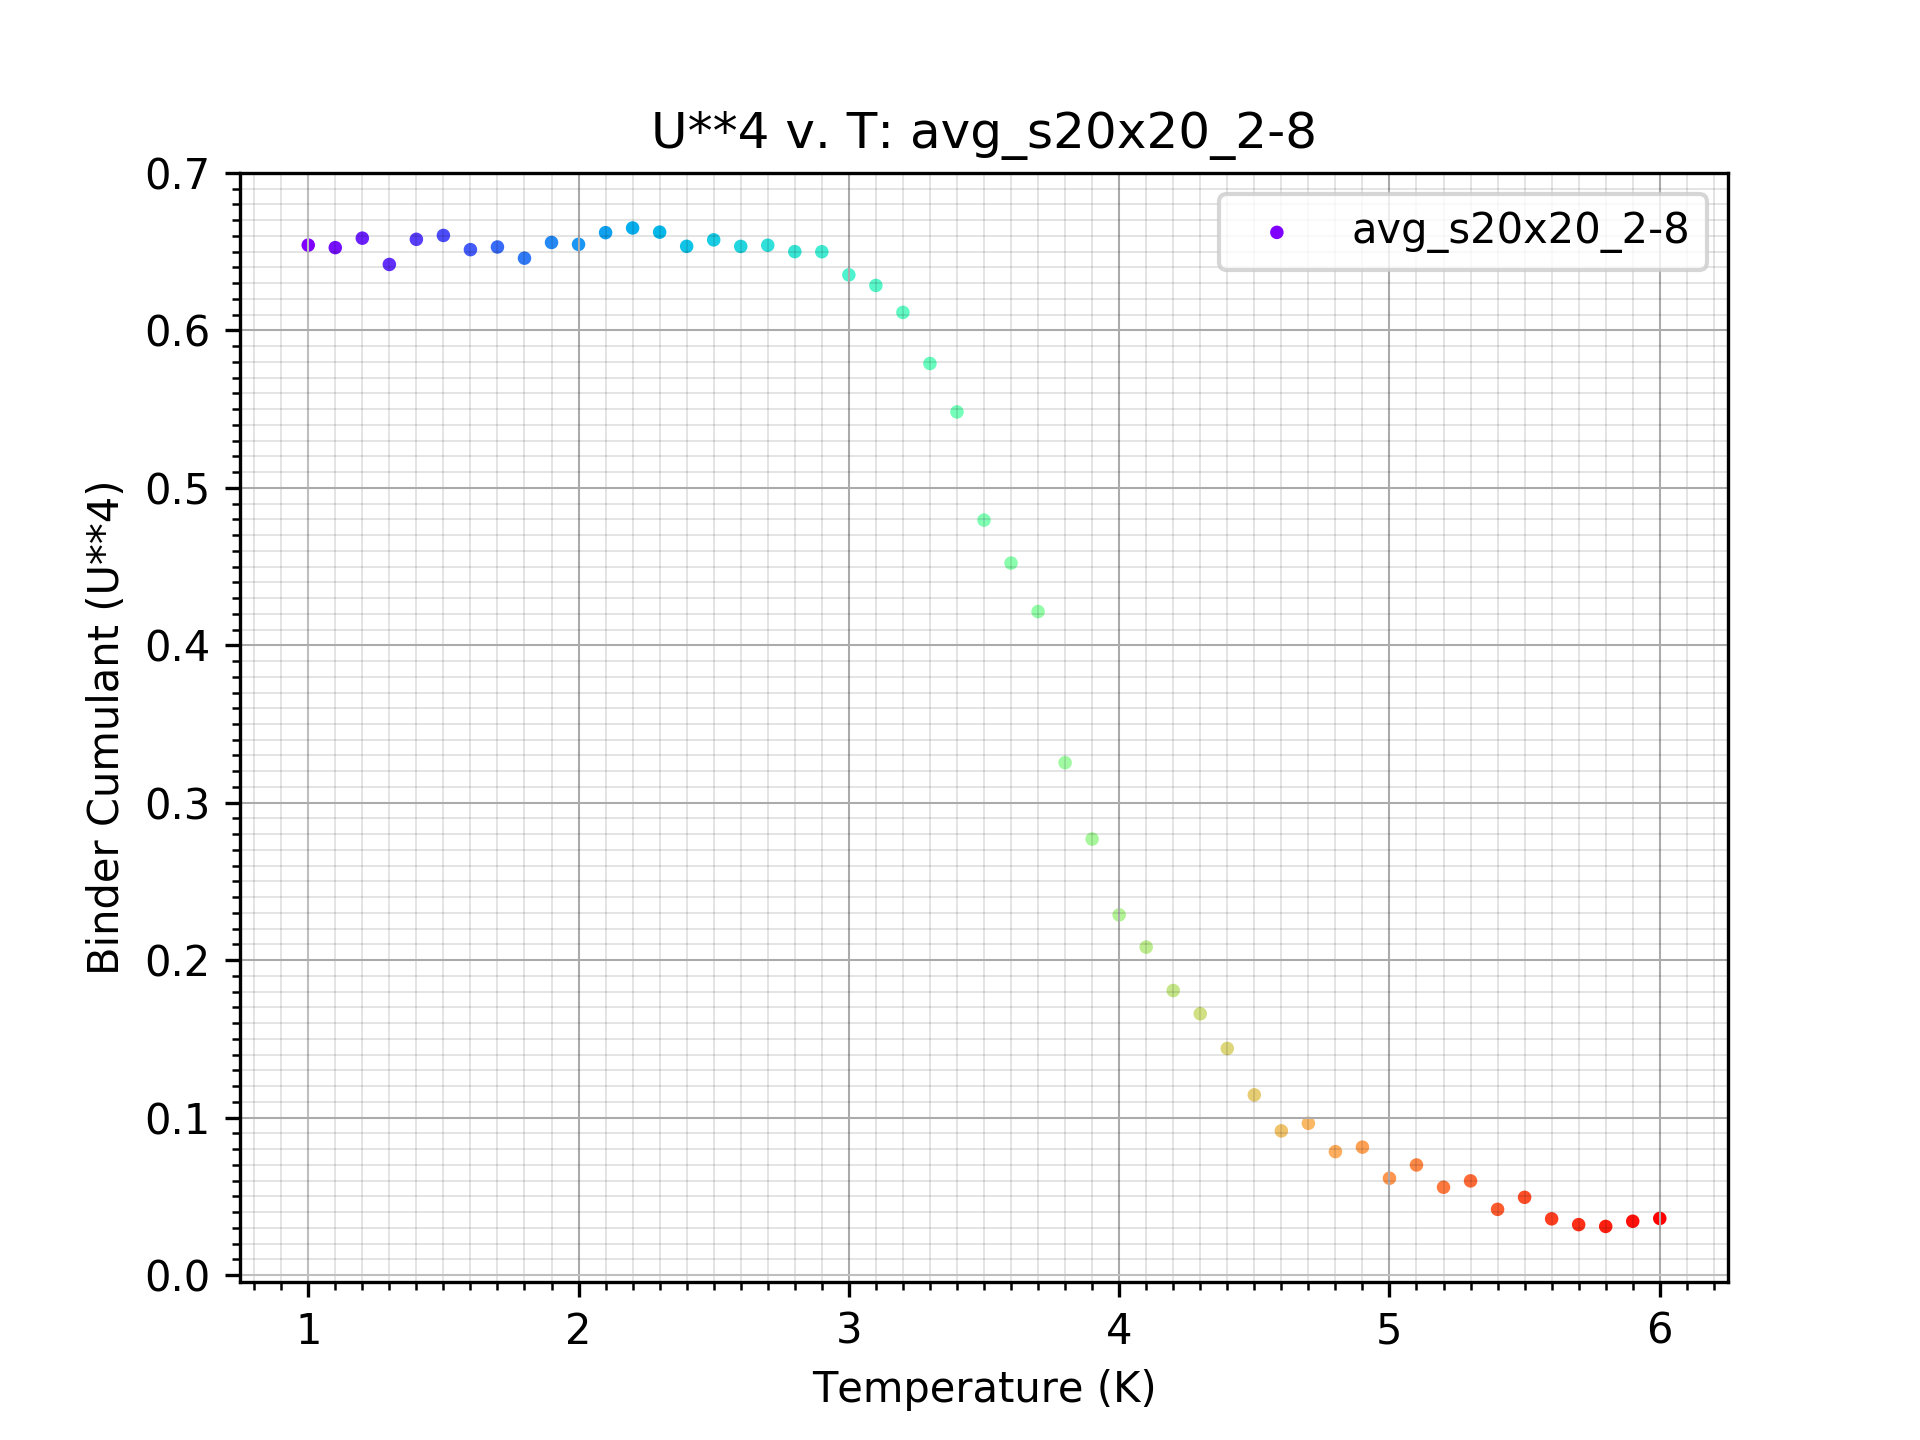 U**4 v. T: avg_s20x20_2-8
avg_s20x20_2-8
0.7
0.6
0.5
0.4
0.3
0.2
0.1
0.0
Binder Cumulant (U**4)
1 2 3 4 5 6
Temperature (K)